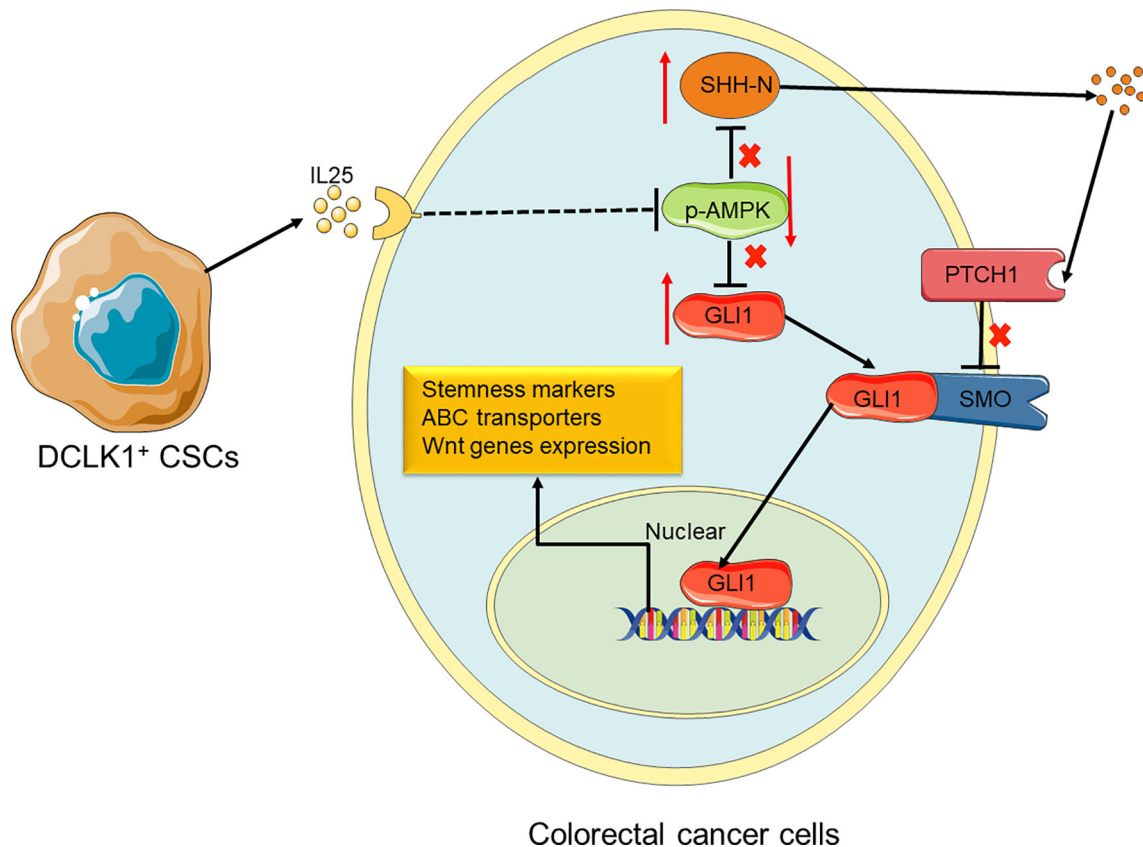 SHH-N
IL25
p-AMPK
PTCH1
GLI1
GLI1
SMO
Stemness markers
ABC transporters
Wnt genes expression
DCLK1⁺ CSCs
Nuclear
GLI1
Colorectal cancer cells